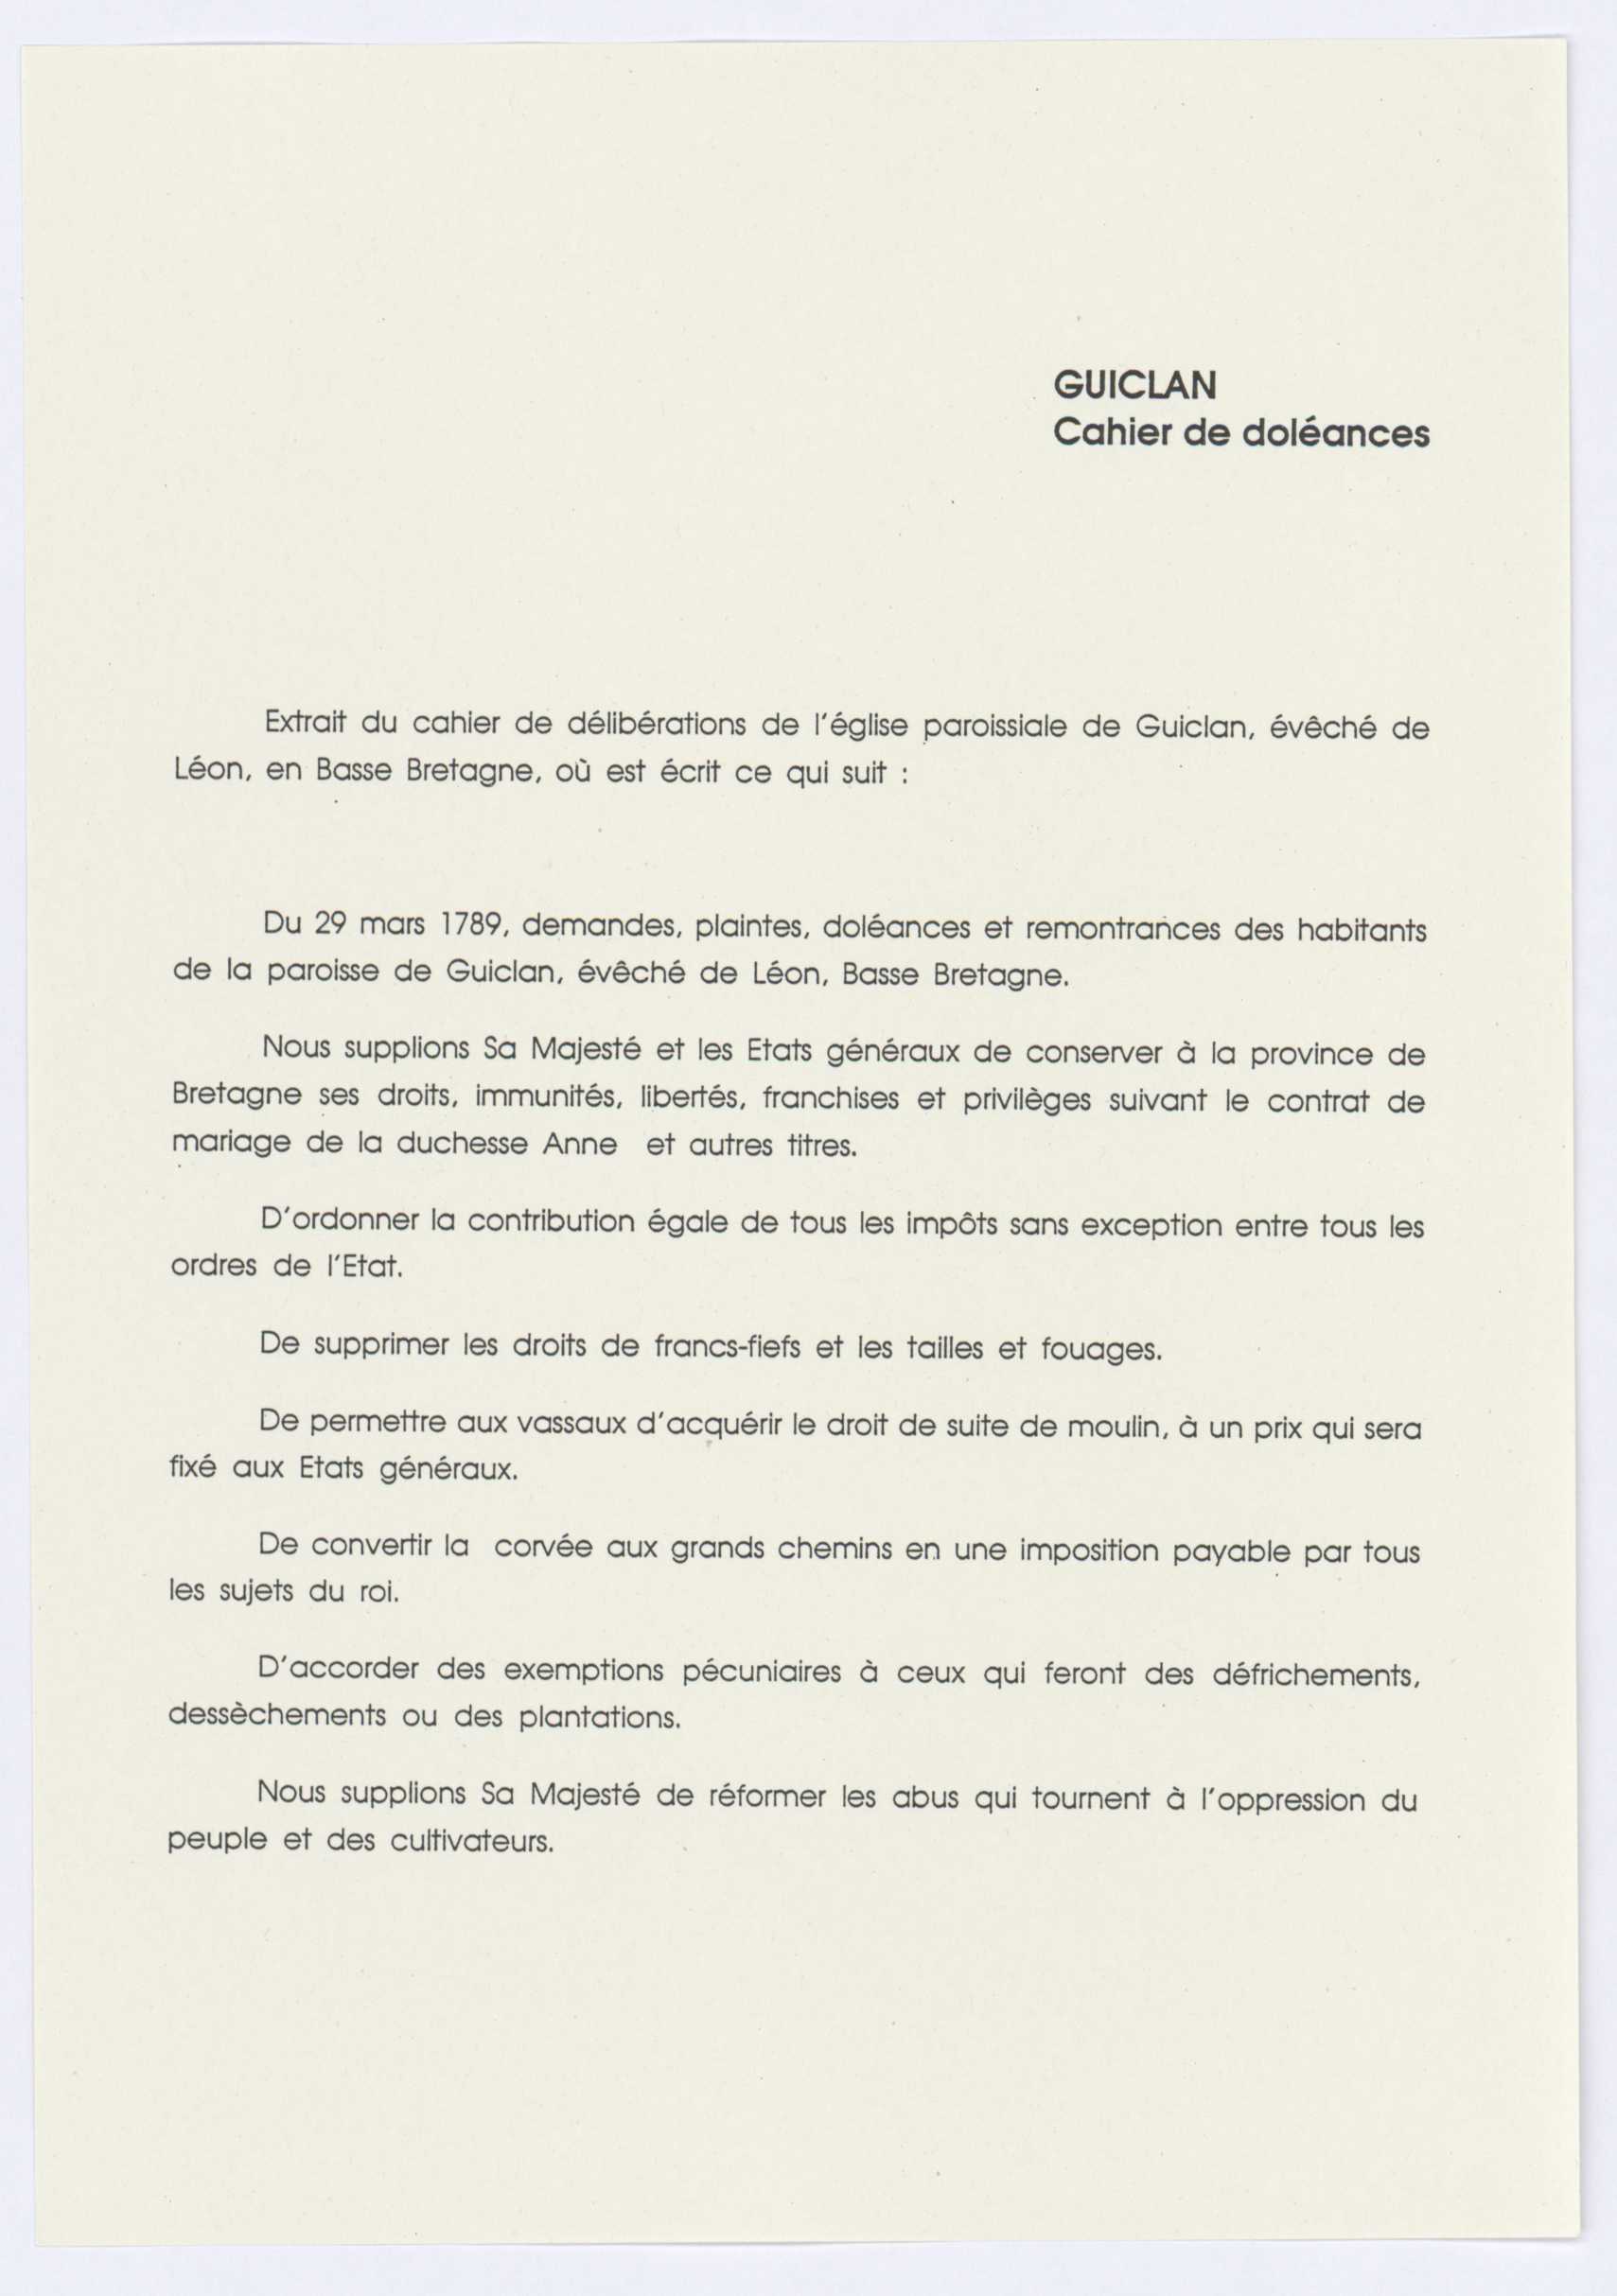 GUICLAN
Cahier de doléances
Extrait du cahier de délibérations de l'église paroissiale de Guiclan, évêché de
Léon, en Basse Bretagne, où est écrit ce qui suit :
Du 29 mars 1789, demandes, plaintes, doléances et remontrances des habitants
de la paroisse de Guiclan, évêché de Léon, Basse Bretagne.
Nous supplions Sa Majesté et les Etats généraux de conserver à la province de
Bretagne ses droits, immunités, libertés, franchises et privilèges suivant le contrat de
mariage de la duchesse Anne et autres titres.
D'ordonner la contribution égale de tous les impôts sans exception entre tous les
ordres de l'Etat.
De supprimer les droits de francs-fiefs et les tailles et fouages.
De permettre aux vassaux d'acquérir le droit de suite de moulin, à un prix qui sera
fixé aux Etats généraux.
De convertir la corvée aux grands chemins en une imposition payable par tous
les sujets du roi.
D'accorder des exemptions pécuniaires à ceux qui feront des défrichements,
dessèchements ou des plantations.
Nous supplions Sa Majesté de réformer les abus qui tournent à l'oppression du
peuple et des cultivateurs.